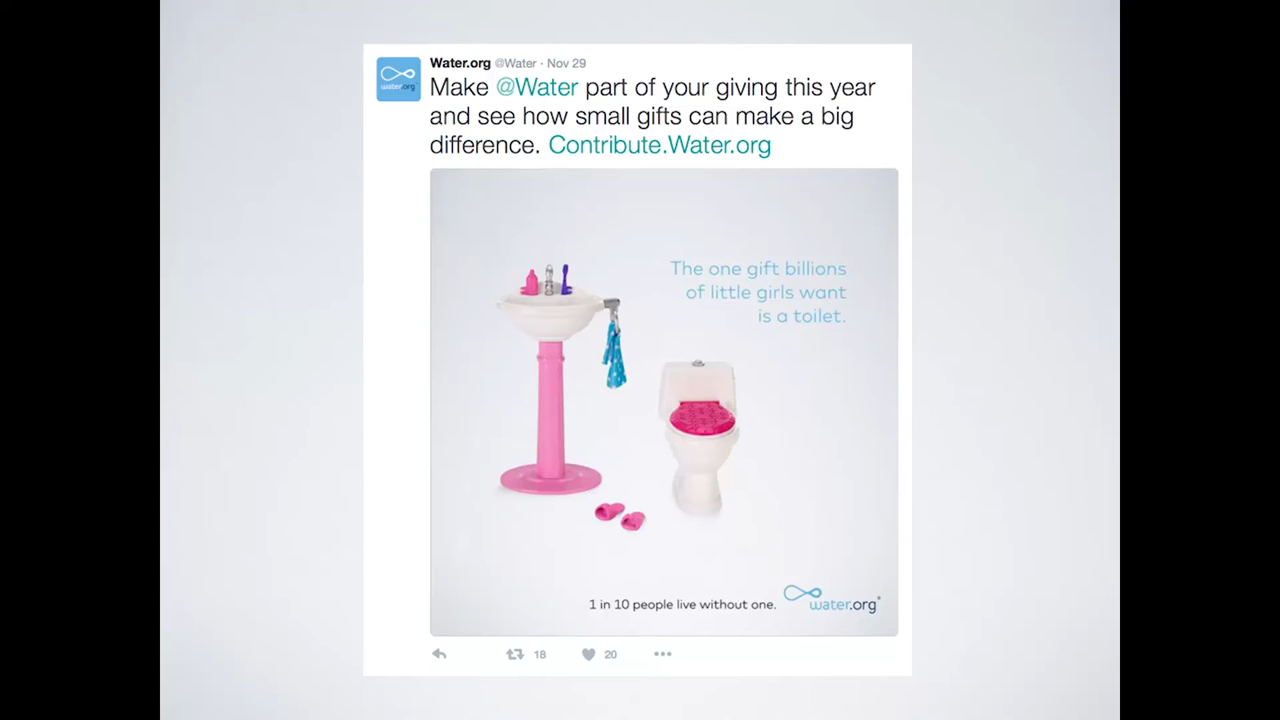 Water.org @Water · Nov 29
Make @Water part of your giving this year
and see how small gifts can make a big
difference. Contribute.Water.org
water.org
The one gift billions
of little girls want
is a toilet.
1 in 10 people live without one.
water.org
18
20